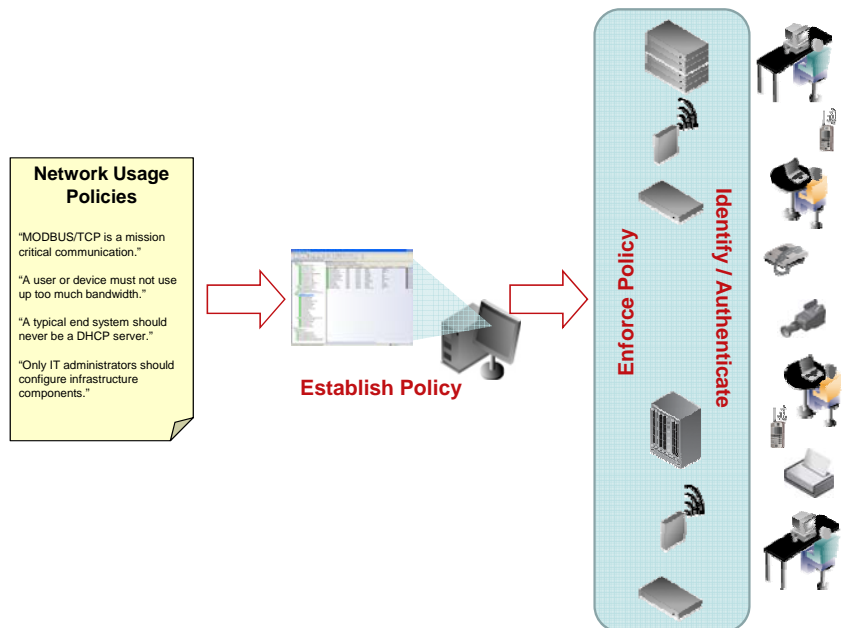 Network Usage
Policies
“MODBUS/TCP is a mission
critical communication.”
“A user or device must not use
up too much bandwidth.”
“A typical end system should
never be a DHCP server.”
“Only IT administrators should
configure infrastructure
components.”
Establish Policy
Enforce Policy
Identify / Authenticate